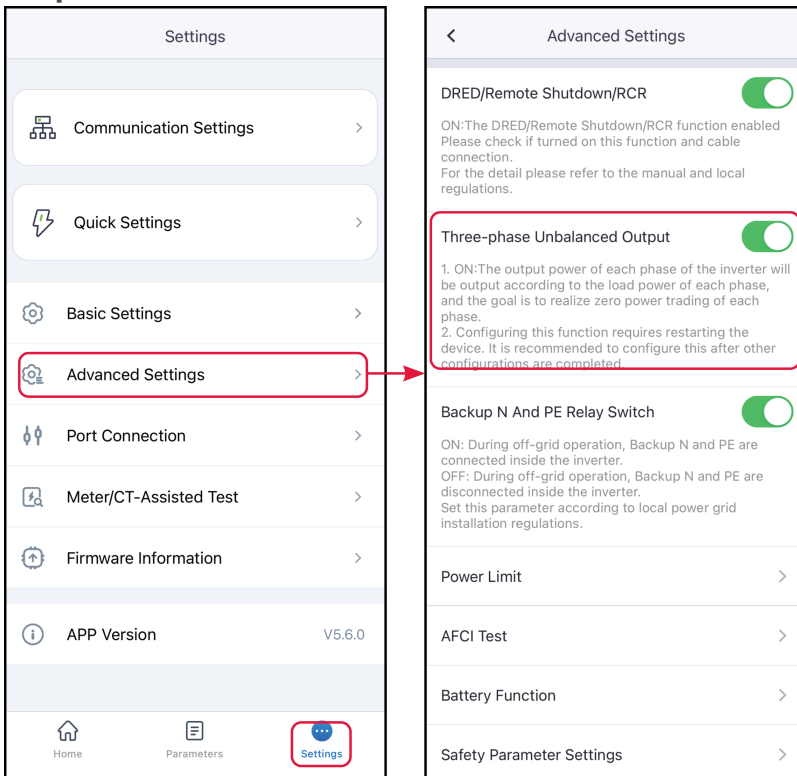 Settings
Communication Settings
Quick Settings
Basic Settings
Advanced Settings
Port Connection
Meter/CT-Assisted Test
Firmware Information
APP Version
V5.6.0
Home
Parameters
Settings
Advanced Settings
DRED/Remote Shutdown/RCR
ON:The DRED/Remote Shutdown/RCR function enabled
Please check if turned on this function and cable
connection.
For the detail please refer to the manual and local
regulations.
Three-phase Unbalanced Output
1. ON:The output power of each phase of the inverter will
be output according to the load power of each phase,
and the goal is to realize zero power trading of each
phase.
2. Configuring this function requires restarting the
device. It is recommended to configure this after other
configurations are completed.
Backup N And PE Relay Switch
ON: During off-grid operation, Backup N and PE are
connected inside the inverter.
OFF: During off-grid operation, Backup N and PE are
disconnected inside the inverter.
Set this parameter according to local power grid
installation regulations.
Power Limit
AFCI Test
Battery Function
Safety Parameter Settings